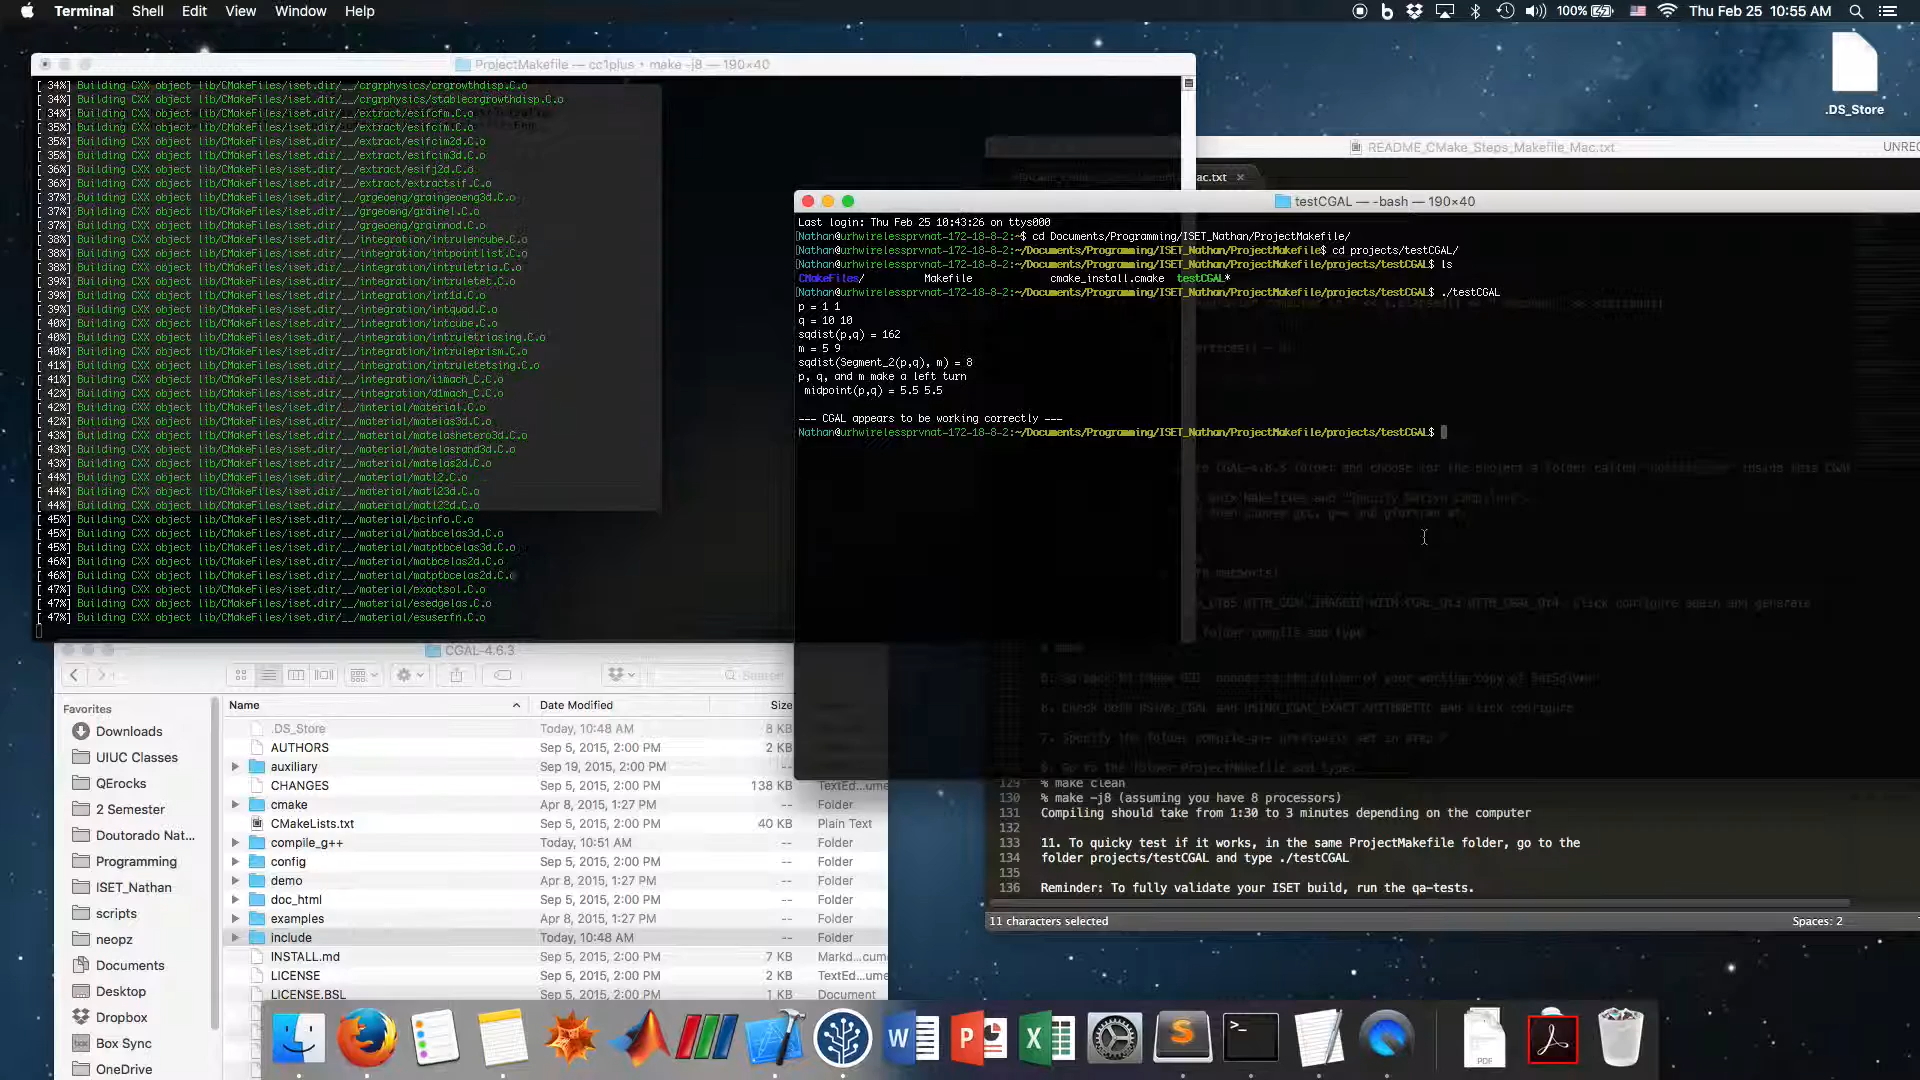 Terminal Shell Edit View Window Help
100% Thu Feb 25 10:55 AM
.DS_Store
ProjectMakefile — cc1plus • make -j8 — 190×40
[ 34%] Building CXX object lib/CMakeFiles/iset.dir/__/crgrphysics/crgrowthdisp.C.o
[ 34%] Building CXX object lib/CMakeFiles/iset.dir/__/crgrphysics/stablecrgrowthdisp.C.o
[ 34%] Building CXX object lib/CMakeFiles/iset.dir/__/extract/esifcfm.C.o
[ 35%] Building CXX object lib/CMakeFiles/iset.dir/__/extract/esifcim.C.o
[ 35%] Building CXX object lib/CMakeFiles/iset.dir/__/extract/esifcim2d.C.o
[ 35%] Building CXX object lib/CMakeFiles/iset.dir/__/extract/esifcim3d.C.o
[ 36%] Building CXX object lib/CMakeFiles/iset.dir/__/extract/esifj2d.C.o
[ 36%] Building CXX object lib/CMakeFiles/iset.dir/__/extract/extractsif.C.o
[ 37%] Building CXX object lib/CMakeFiles/iset.dir/__/grgeoeng/graingeoeng3d.C.o
[ 37%] Building CXX object lib/CMakeFiles/iset.dir/__/grgeoeng/grainel.C.o
[ 37%] Building CXX object lib/CMakeFiles/iset.dir/__/grgeoeng/grainnod.C.o
[ 38%] Building CXX object lib/CMakeFiles/iset.dir/__/integration/intrulencube.C.o
[ 38%] Building CXX object lib/CMakeFiles/iset.dir/__/integration/intpointlist.C.o
[ 38%] Building CXX object lib/CMakeFiles/iset.dir/__/integration/intruletria.C.o
[ 39%] Building CXX object lib/CMakeFiles/iset.dir/__/integration/intruletet.C.o
[ 39%] Building CXX object lib/CMakeFiles/iset.dir/__/integration/int1d.C.o
[ 39%] Building CXX object lib/CMakeFiles/iset.dir/__/integration/intquad.C.o
[ 40%] Building CXX object lib/CMakeFiles/iset.dir/__/integration/intcube.C.o
[ 40%] Building CXX object lib/CMakeFiles/iset.dir/__/integration/intruletriasing.C.o
[ 40%] Building CXX object lib/CMakeFiles/iset.dir/__/integration/intruleprism.C.o
[ 41%] Building CXX object lib/CMakeFiles/iset.dir/__/integration/intruletetsing.C.o
[ 41%] Building CXX object lib/CMakeFiles/iset.dir/__/integration/i1mach_C.C.o
[ 42%] Building CXX object lib/CMakeFiles/iset.dir/__/integration/d1mach_C.C.o
[ 42%] Building CXX object lib/CMakeFiles/iset.dir/__/material/material.C.o
[ 42%] Building CXX object lib/CMakeFiles/iset.dir/__/material/matelas3d.C.o
[ 43%] Building CXX object lib/CMakeFiles/iset.dir/__/material/matelashetero3d.C.o
[ 43%] Building CXX object lib/CMakeFiles/iset.dir/__/material/matelasrand3d.C.o
[ 43%] Building CXX object lib/CMakeFiles/iset.dir/__/material/matelas2d.C.o
[ 44%] Building CXX object lib/CMakeFiles/iset.dir/__/material/matl2.C.o
[ 44%] Building CXX object lib/CMakeFiles/iset.dir/__/material/matl23d.C.o
[ 44%] Building CXX object lib/CMakeFiles/iset.dir/__/material/matl22d.C.o
[ 45%] Building CXX object lib/CMakeFiles/iset.dir/__/material/bcinfo.C.o
[ 45%] Building CXX object lib/CMakeFiles/iset.dir/__/material/matbcelas3d.C.o
[ 45%] Building CXX object lib/CMakeFiles/iset.dir/__/material/matptbcelas3d.C.o
[ 46%] Building CXX object lib/CMakeFiles/iset.dir/__/material/matbcelas2d.C.o
[ 46%] Building CXX object lib/CMakeFiles/iset.dir/__/material/matptbcelas2d.C.o
[ 47%] Building CXX object lib/CMakeFiles/iset.dir/__/material/exactsol.C.o
[ 47%] Building CXX object lib/CMakeFiles/iset.dir/__/material/esedgelas.C.o
[ 47%] Building CXX object lib/CMakeFiles/iset.dir/__/material/esuserfn.C.o
README_CMake_Steps_Makefile_Mac.txt
ac.txt ×
testCGAL — -bash — 190×40
Last login: Thu Feb 25 10:43:26 on ttys000
[Nathan@urhwirelessprvnat-172-18-8-2:~$ cd Documents/Programming/ISET_Nathan/ProjectMakefile/
[Nathan@urhwirelessprvnat-172-18-8-2:~/Documents/Programming/ISET_Nathan/ProjectMakefile$ cd projects/testCGAL/
[Nathan@urhwirelessprvnat-172-18-8-2:~/Documents/Programming/ISET_Nathan/ProjectMakefile/projects/testCGAL$ ls
CMakeFiles/ Makefile cmake_install.cmake testCGAL*
[Nathan@urhwirelessprvnat-172-18-8-2:~/Documents/Programming/ISET_Nathan/ProjectMakefile/projects/testCGAL$ ./testCGAL
p = 1 1
q = 10 10
sqdist(p,q) = 162
m = 5 9
sqdist(Segment_2(p,q), m) = 8
p, q, and m make a left turn
midpoint(p,q) = 5.5 5.5
--- CGAL appears to be working correctly ---
Nathan@urhwirelessprvnat-172-18-8-2:~/Documents/Programming/ISET_Nathan/ProjectMakefile/projects/testCGAL$
129 % make clean
130 % make -j8 (assuming you have 8 processors)
131 Compiling should take from 1:30 to 3 minutes depending on the computer
132
133 11. To quicky test if it works, in the same ProjectMakefile folder, go to the
134 folder projects/testCGAL and type ./testCGAL
135
136 Reminder: To fully validate your ISET build, run the qa-tests.
11 characters selected
Spaces: 2
CGAL-4.6.3
Search
Favorites
Downloads
UIUC Classes
QErocks
2 Semester
Doutorado Nat...
Programming
ISET_Nathan
scripts
neopz
Documents
Desktop
Dropbox
Box Sync
OneDrive
Name Date Modified Size
.DS_Store Today, 10:48 AM 8 KB
AUTHORS Sep 5, 2015, 2:00 PM 2 KB
auxiliary Sep 19, 2015, 2:00 PM --
CHANGES Sep 5, 2015, 2:00 PM 138 KB TextEd...ume
cmake Apr 8, 2015, 1:27 PM -- Folder
CMakeLists.txt Sep 5, 2015, 2:00 PM 40 KB Plain Text
compile_g++ Today, 10:51 AM -- Folder
config Sep 5, 2015, 2:00 PM -- Folder
demo Sep 5, 2015, 2:00 PM -- Folder
doc_html Sep 5, 2015, 2:00 PM -- Folder
examples Apr 8, 2015, 1:27 PM -- Folder
include Today, 10:48 AM -- Folder
INSTALL.md Sep 5, 2015, 2:00 PM 7 KB Markd...cum
LICENSE Sep 5, 2015, 2:00 PM 2 KB TextEd...ume
LICENSE.BSL Sep 5, 2015, 2:00 PM 1 KB Document
PDF